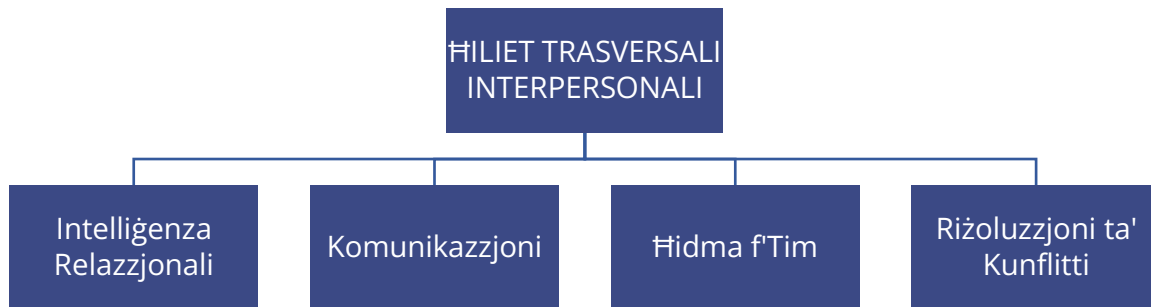 ĦILIET TRASVERSALI
INTERPERSONALI
Intelliġenza
Relazzjonali
Komunikazzjoni
Ħidma f'Tim
Riżoluzzjoni ta'
Kunflitti